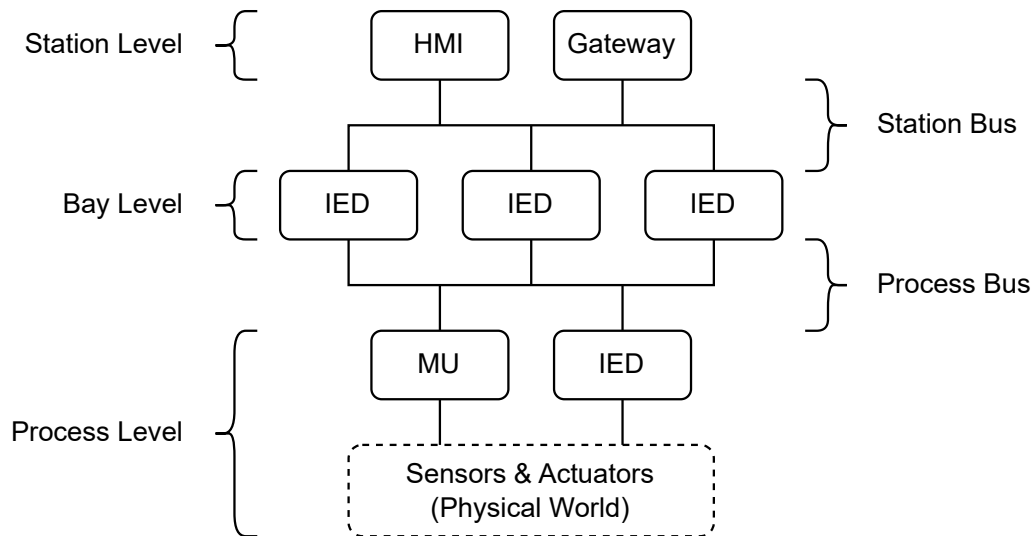 Station Level
HMI
Gateway
Station Bus
Bay Level
IED
IED
IED
Process Bus
MU
IED
Process Level
Sensors & Actuators
(Physical World)